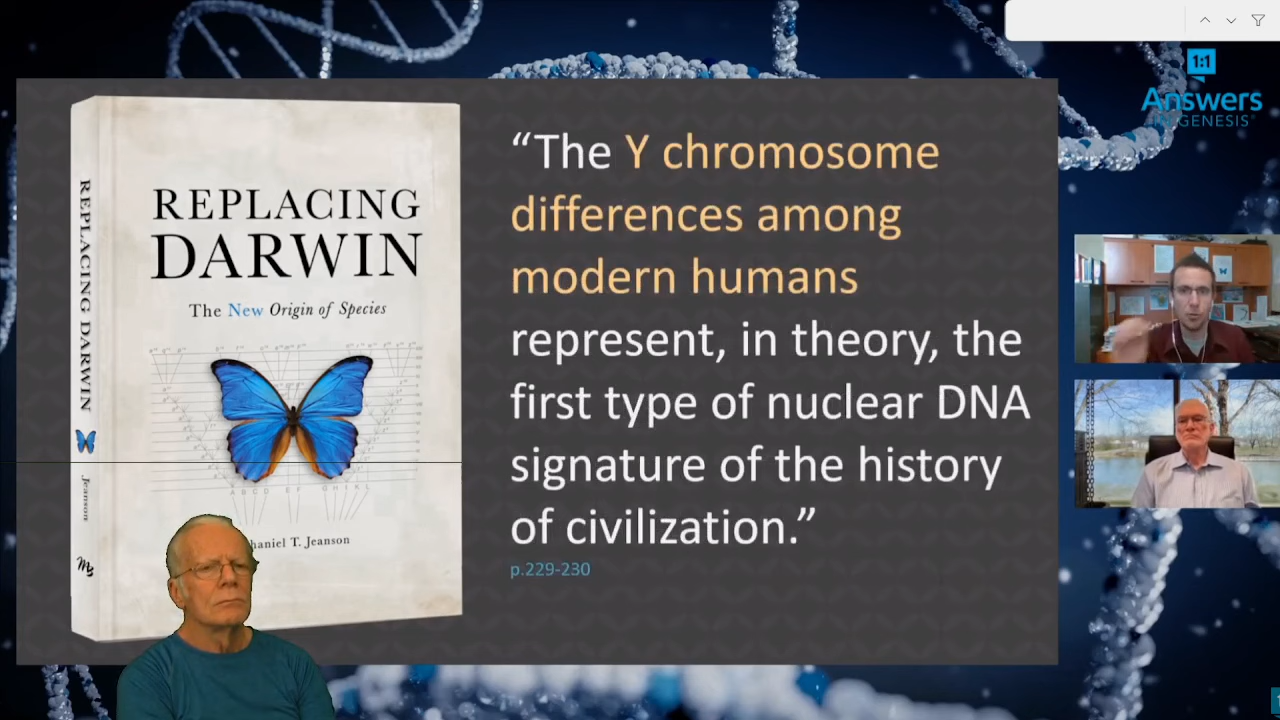 1:1
Answers
IN GENESIS
REPLACING
DARWIN
The New Origin of Species
REPLACING DARWIN
Jeanson
haniel T. Jeanson
“The Y chromosome
differences among
modern humans
represent, in theory, the
first type of nuclear DNA
signature of the history
of civilization.”
p.229-230